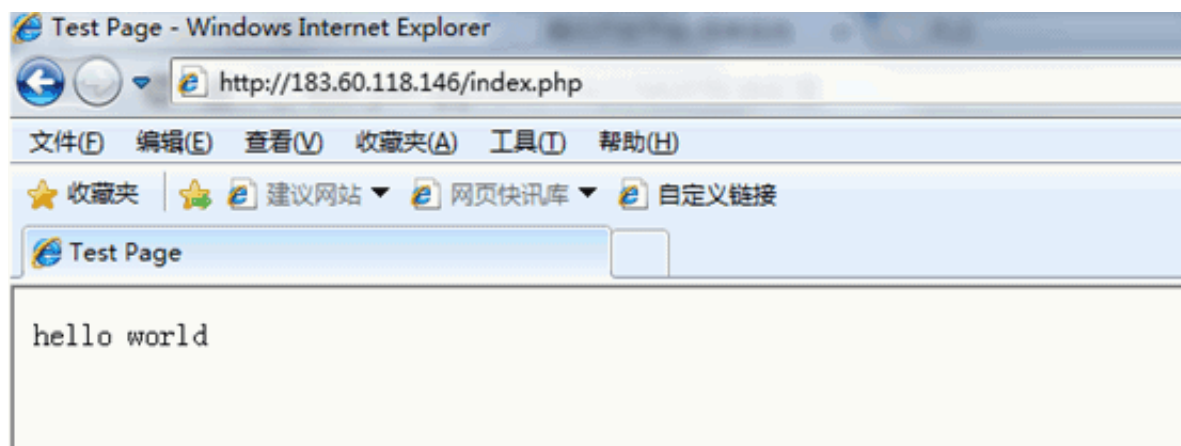 Test Page - Windows Internet Explorer
http://183.60.118.146/index.php
文件(F) 编辑(E) 查看(V) 收藏夹(A) 工具(T) 帮助(H)
收藏夹 建议网站 网页快讯库 自定义链接
Test Page
hello world